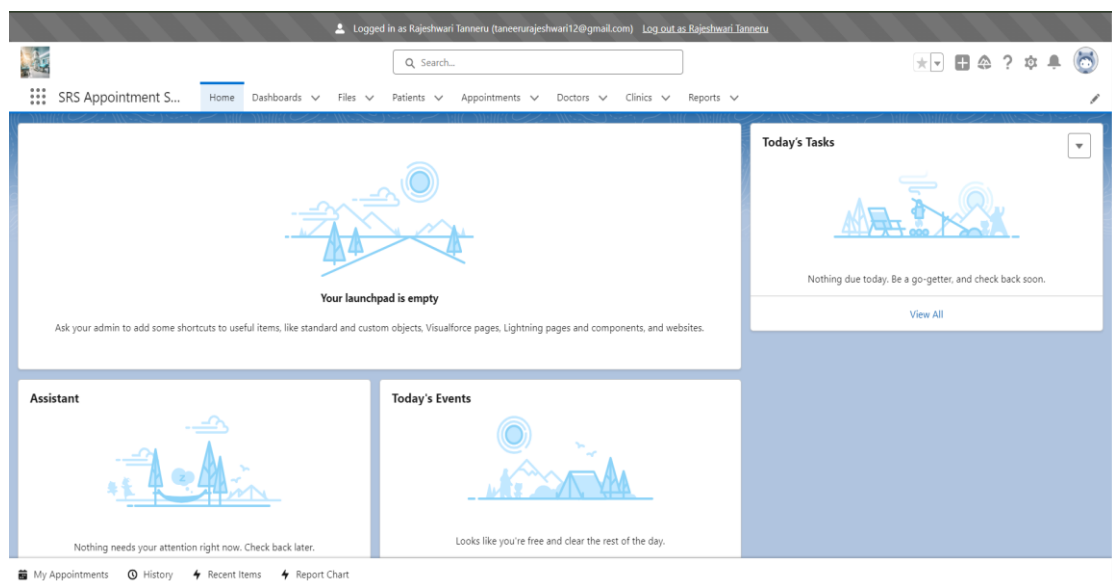 Logged in as Rajeshwari Tanneru (taneerurajeshwari12@gmail.com) Log out as Rajeshwari Tanneru
Search...
SRS Appointment S... Home Dashboards Files Patients Appointments Doctors Clinics Reports
Your launchpad is empty
Ask your admin to add some shortcuts to useful items, like standard and custom objects, Visualforce pages, Lightning pages and components, and websites.
Today's Tasks
Nothing due today. Be a go-getter, and check back soon.
View All
Assistant
Z
Nothing needs your attention right now. Check back later.
Today's Events
Looks like you're free and clear the rest of the day.
My Appointments History Recent Items Report Chart